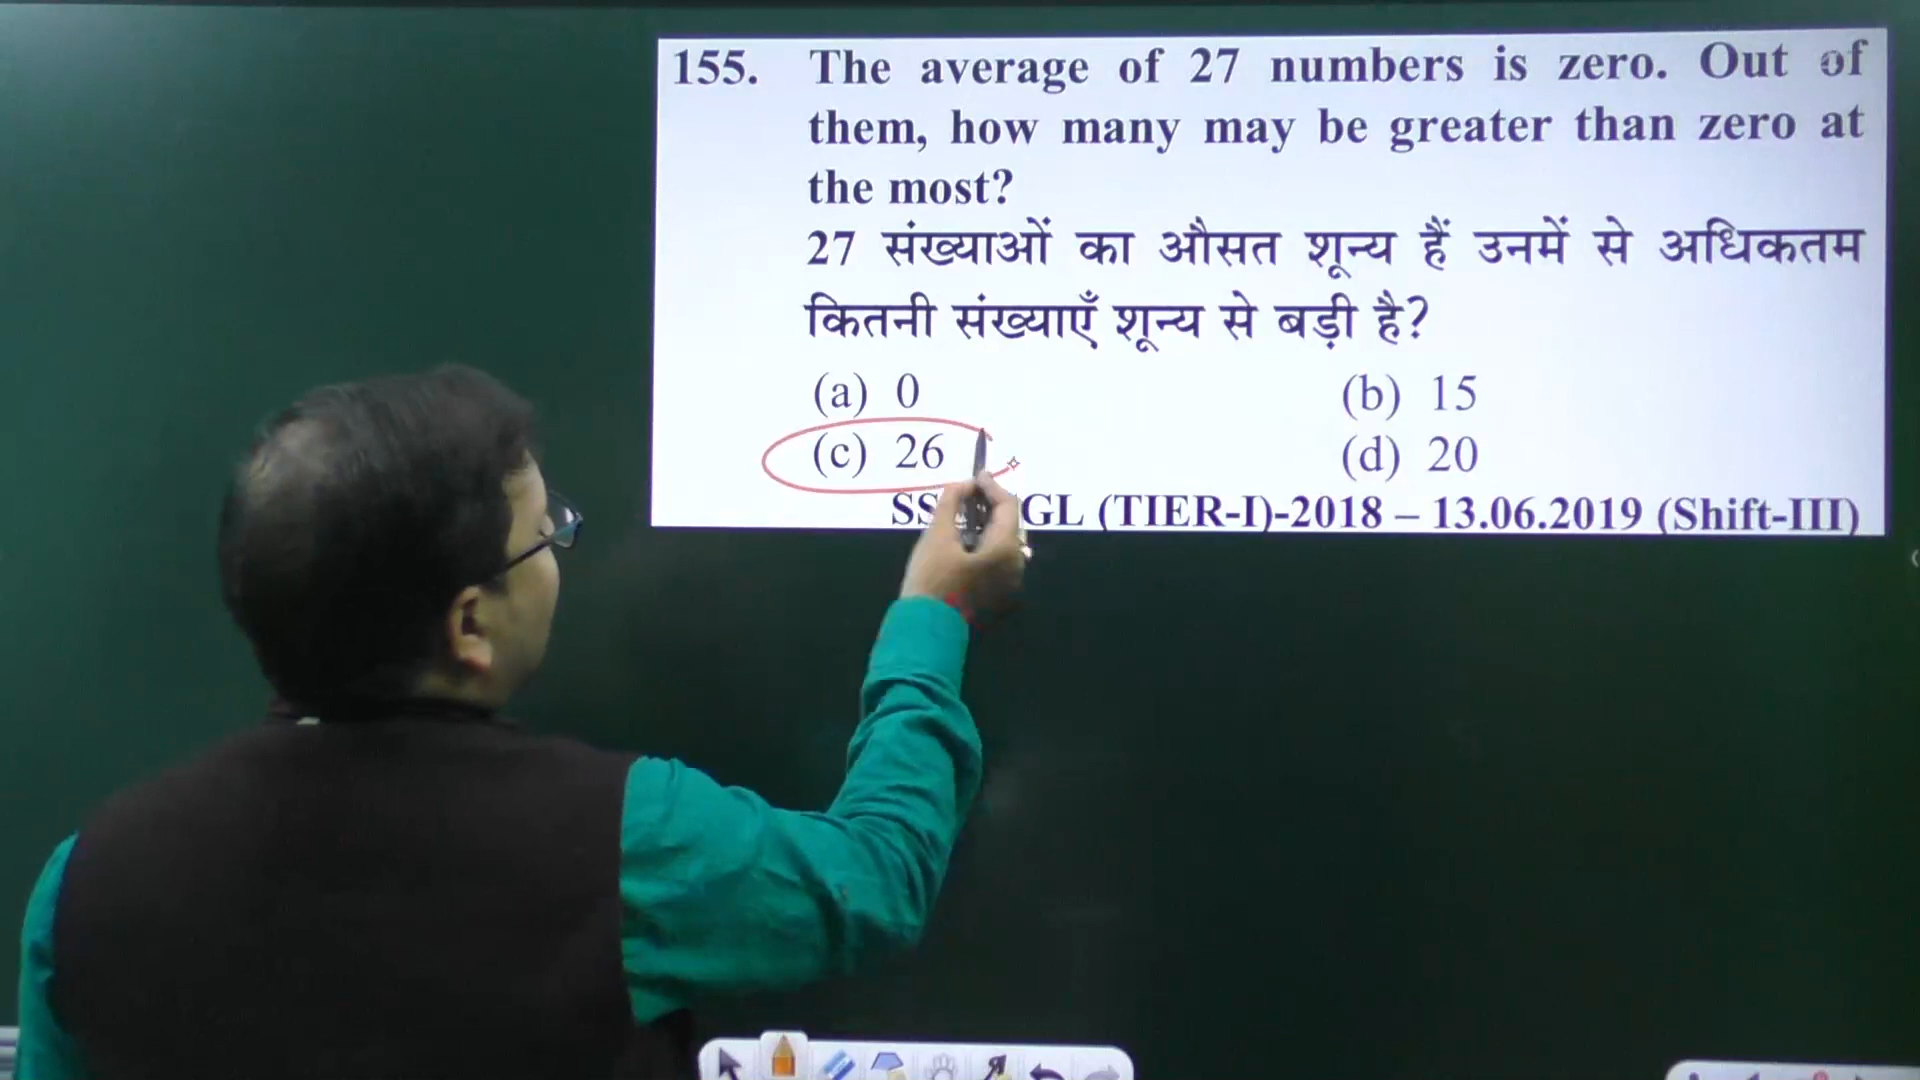 155. The average of 27 numbers is zero. Out of
them, how many may be greater than zero at
the most?
27 संख्याओं का औसत शून्य हैं उनमें से अधिकतम
कितनी संख्याएँ शून्य से बड़ी है?
(a) 0 (b) 15
(c) 26 (d) 20
(TIER-I)-2018 – 13.06.2019 (Shift-III)